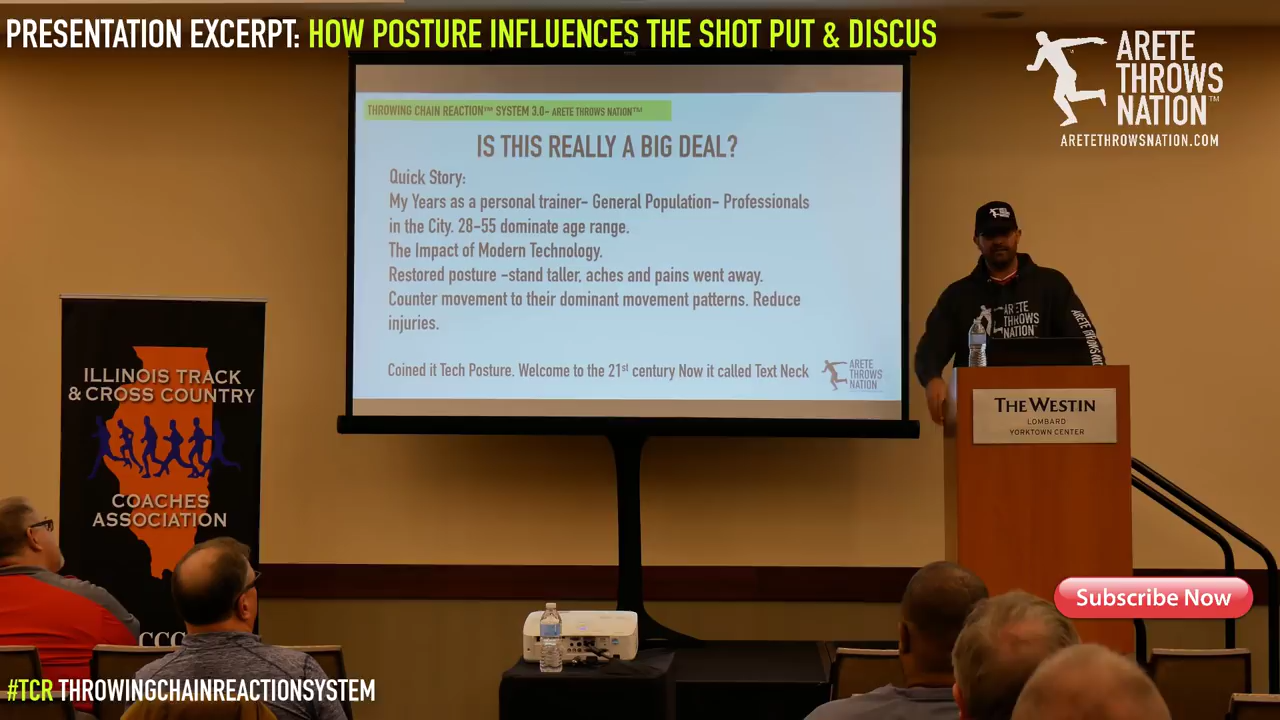 PRESENTATION EXCERPT: HOW POSTURE INFLUENCES THE SHOT PUT & DISCUS
ARETE
THROWS
NATION™
ARETETHROWSNATION.COM
THROWING CHAIN REACTION™ SYSTEM 3.0- ARETE THROWS NATION™
IS THIS REALLY A BIG DEAL?
Quick Story:
My Years as a personal trainer- General Population- Professionals
in the City. 28-55 dominate age range.
The Impact of Modern Technology.
Restored posture -stand taller, aches and pains went away.
Counter movement to their dominant movement patterns. Reduce
injuries.
Coined it Tech Posture. Welcome to the 21st century Now it called Text Neck
ARETE
THROWS
NATION
ARETE
THROWS
NATION
ARETE THROWS
THE WESTIN
LOMBARD
YORKTOWN CENTER
ILLINOIS TRACK
& CROSS COUNTRY
COACHES
ASSOCIATION
Subscribe Now
#TCR THROWINGCHAINREACTIONSYSTEM